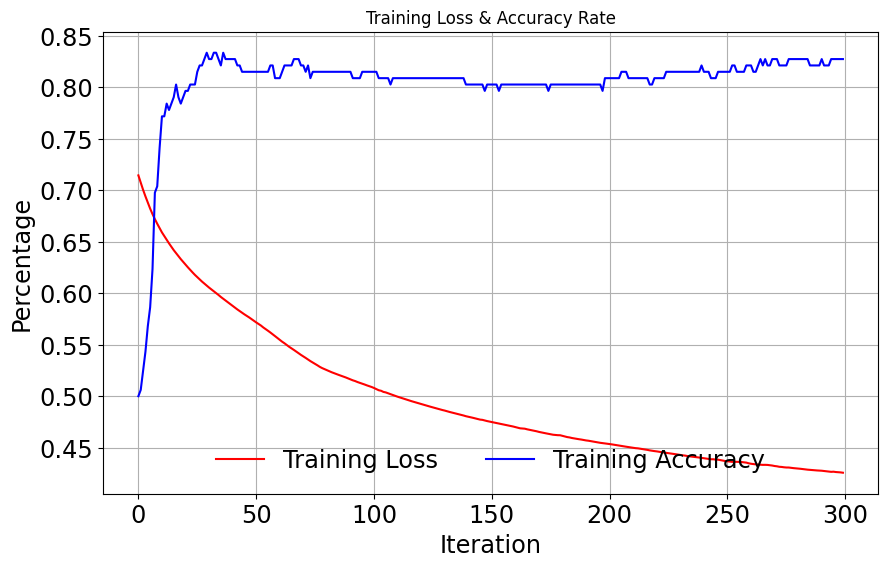 Training Loss & Accuracy Rate
0.85
0.80
0.75
0.70
0.65
0.60
0.55
0.50
0.45
Percentage
Training Loss
Training Accuracy
0 50 100 150 200 250 300
Iteration